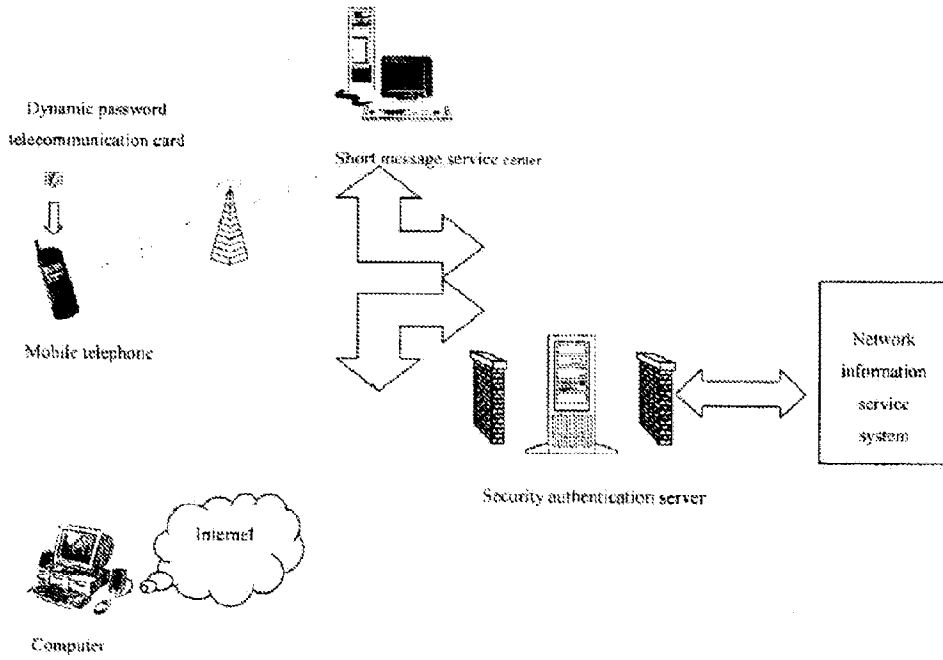 Dynamic password
telecommunication card
Short message service center
Mobile telephone
Network
information
service
system
Security authentication server
Internet
Computer